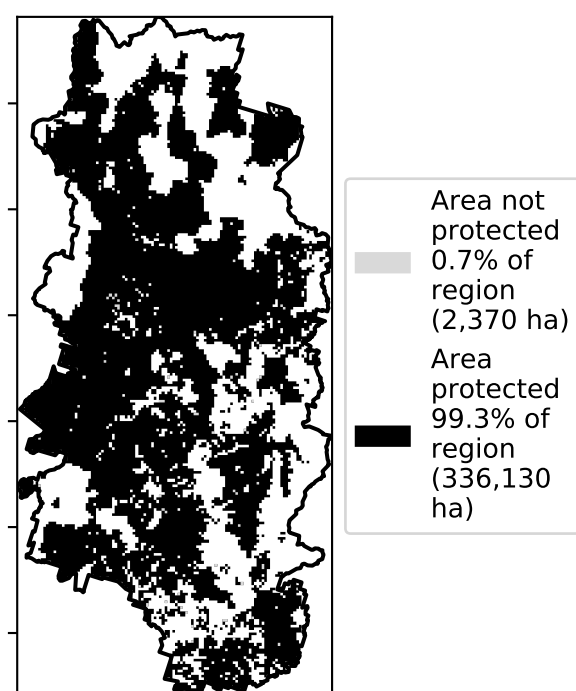 Area not
protected
0.7% of
region
(2,370 ha)
Area
protected
99.3% of
region
(336,130
ha)